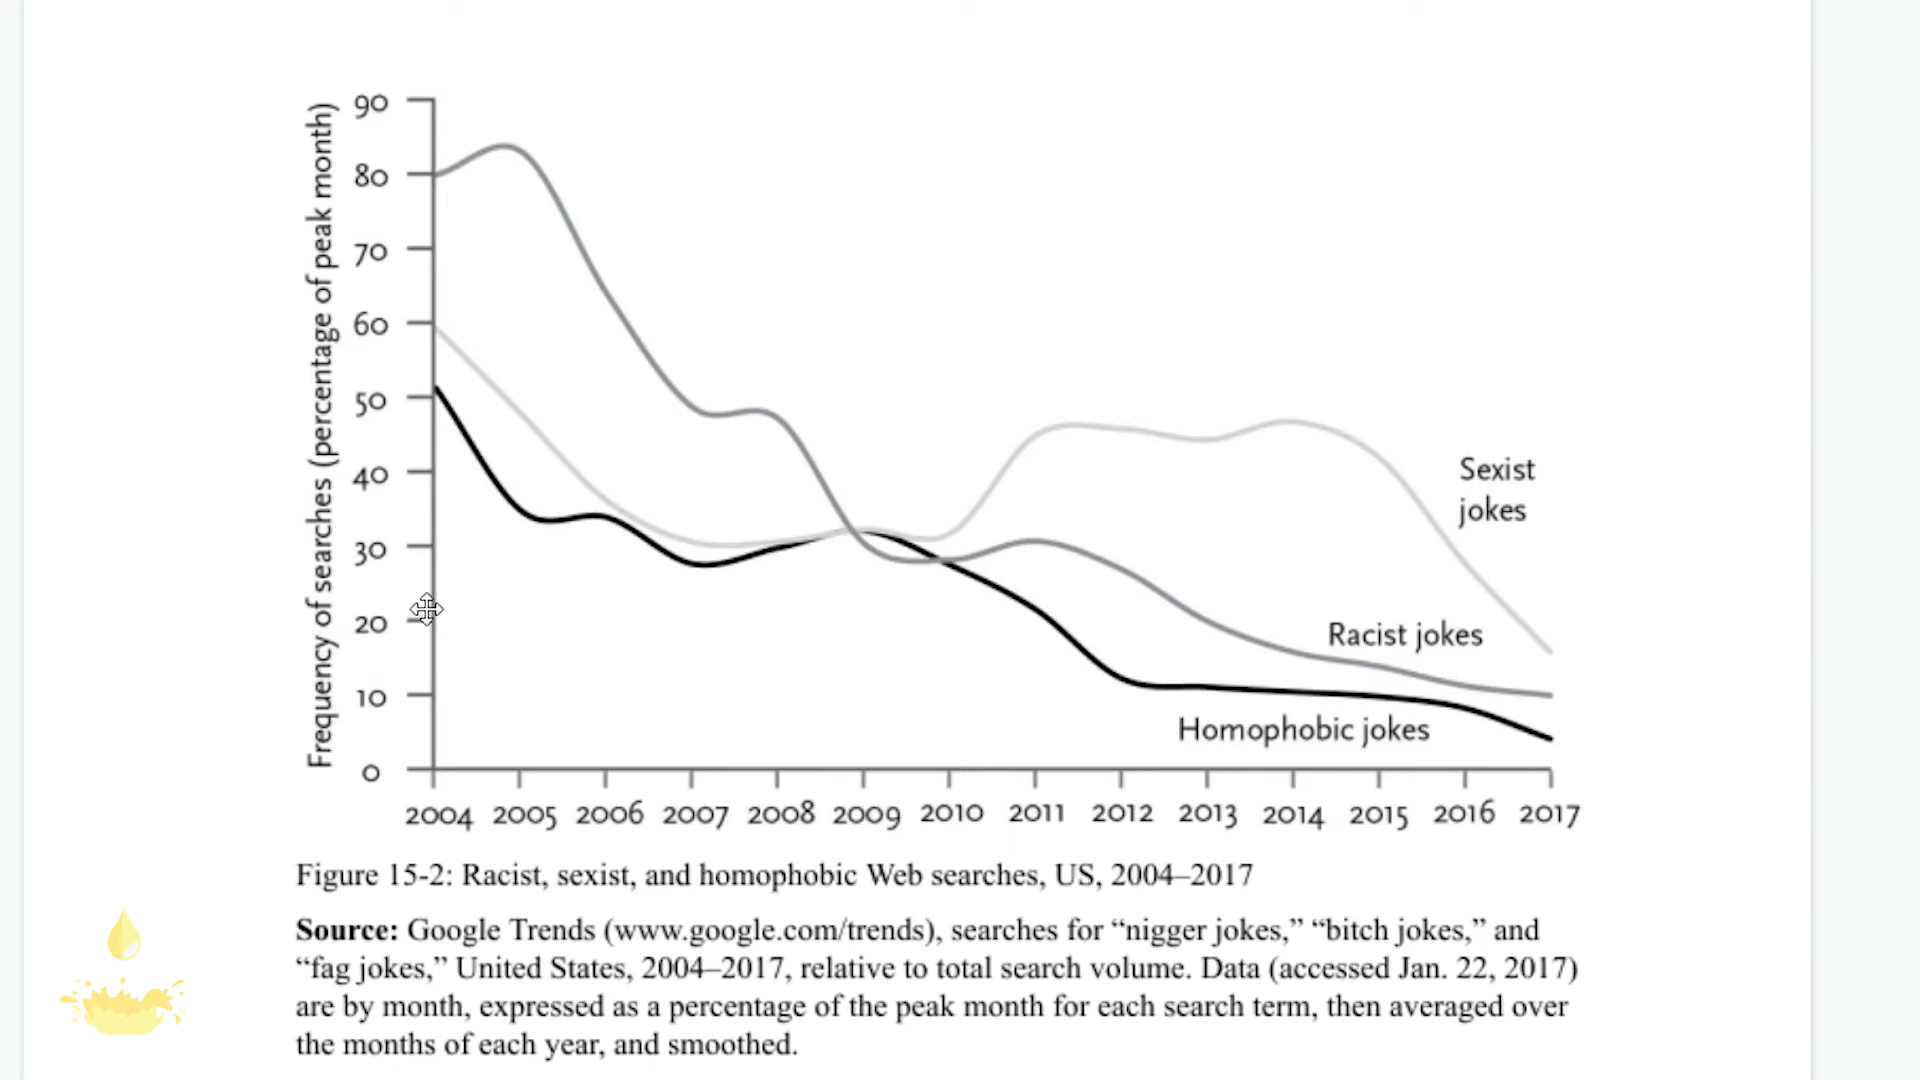 Frequency of searches (percentage of peak month)
90
80
70
60
50
40
30
20
10
0
Sexist
jokes
Racist jokes
Homophobic jokes
2004 2005 2006 2007 2008 2009 2010 2011 2012 2013 2014 2015 2016 2017
Figure 15-2: Racist, sexist, and homophobic Web searches, US, 2004–2017
Source: Google Trends (www.google.com/trends), searches for “nigger jokes,” “bitch jokes,” and
“fag jokes,” United States, 2004–2017, relative to total search volume. Data (accessed Jan. 22, 2017)
are by month, expressed as a percentage of the peak month for each search term, then averaged over
the months of each year, and smoothed.